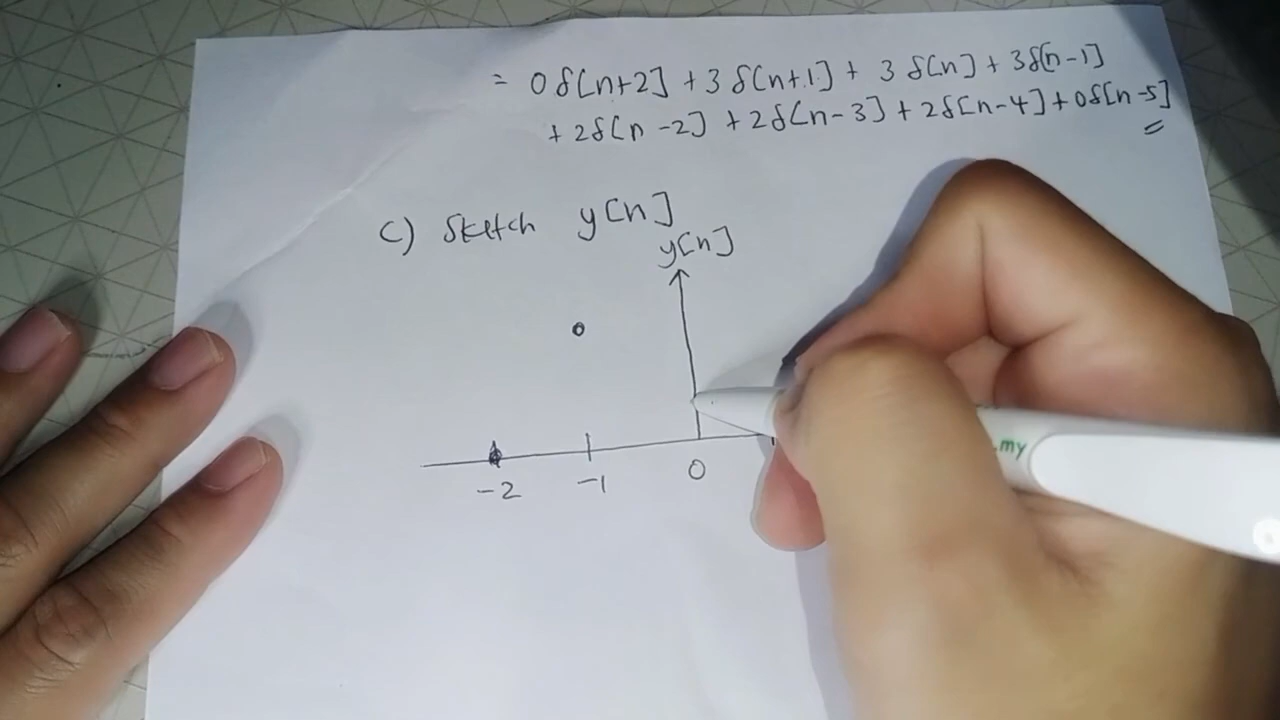 = 0δ[n+2] + 3δ[n+1] + 3δ[n] + 3δ[n-1]
+ 2δ[n-2] + 2δ[n-3] + 2δ[n-4] + 0δ[n-5]
c) Sketch y[n]
y[n]
-2 -1 0
.my